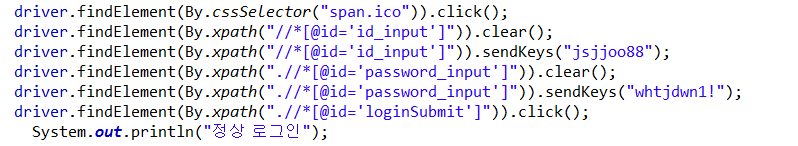 driver.findElement(By.cssSelector("span.ico")).click();
driver.findElement(By.xpath("//*[@id='id_input']")).clear();
driver.findElement(By.xpath("//*[@id='id_input']")).sendKeys("jsjjoo88");
driver.findElement(By.xpath(".//*[@id='password_input']")).clear();
driver.findElement(By.xpath(".//*[@id='password_input']")).sendKeys("whtjdwn1!");
driver.findElement(By.xpath(".//*[@id='loginSubmit']")).click();
System.out.println("정상 로그인");